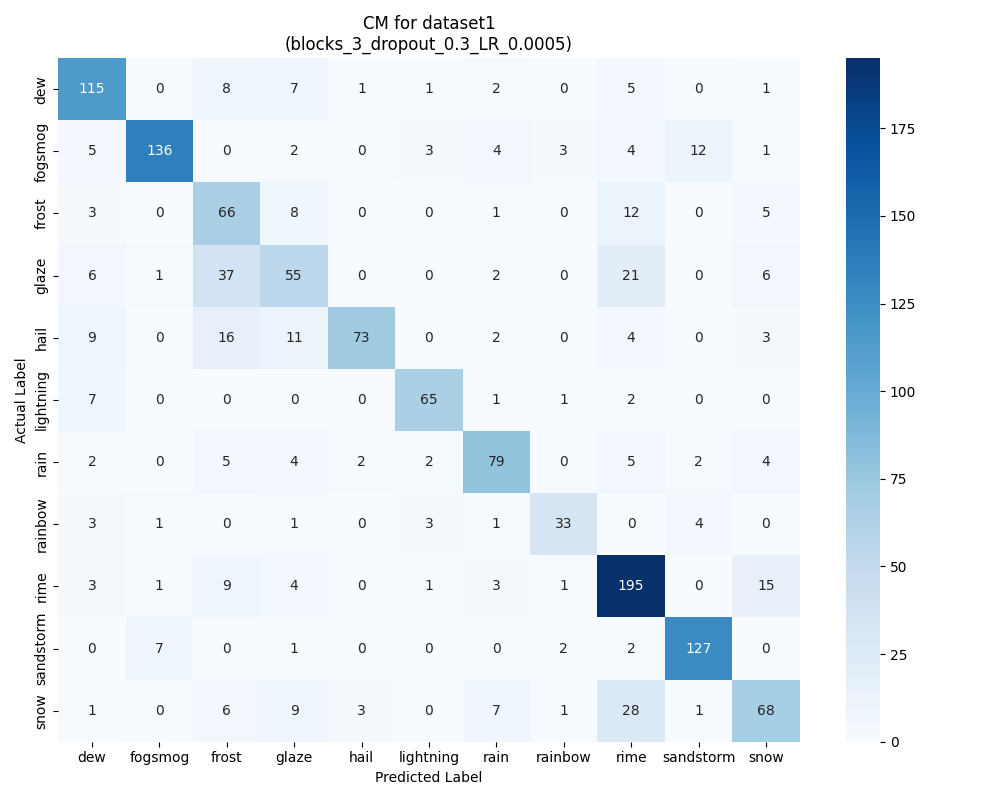 CM for dataset1
(blocks_3_dropout_0.3_LR_0.0005)
Actual Label
dew 115 0 8 7 1 1 2 0 5 0 1
fogsmog 5 136 0 2 0 3 4 3 4 12 1
frost 3 0 66 8 0 0 1 0 12 0 5
glaze 6 1 37 55 0 0 2 0 21 0 6
hail 9 0 16 11 73 0 2 0 4 0 3
lightning 7 0 0 0 0 65 1 1 2 0 0
rain 2 0 5 4 2 2 79 0 5 2 4
rainbow 3 1 0 1 0 3 1 33 0 4 0
rime 3 1 9 4 0 1 3 1 195 0 15
sandstorm 0 7 0 1 0 0 0 2 2 127 0
snow 1 0 6 9 3 0 7 1 28 1 68
dew fogsmog frost glaze hail lightning rain rainbow rime sandstorm snow
Predicted Label
175
150
125
100
75
50
25
0